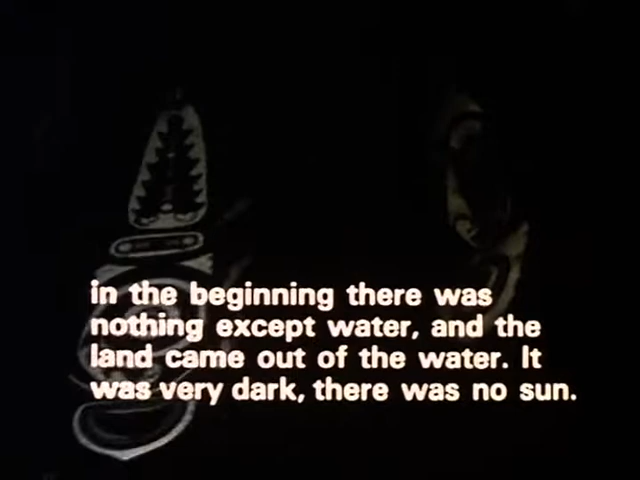 in the beginning there was
nothing except water, and the
land came out of the water. It
was very dark, there was no sun.